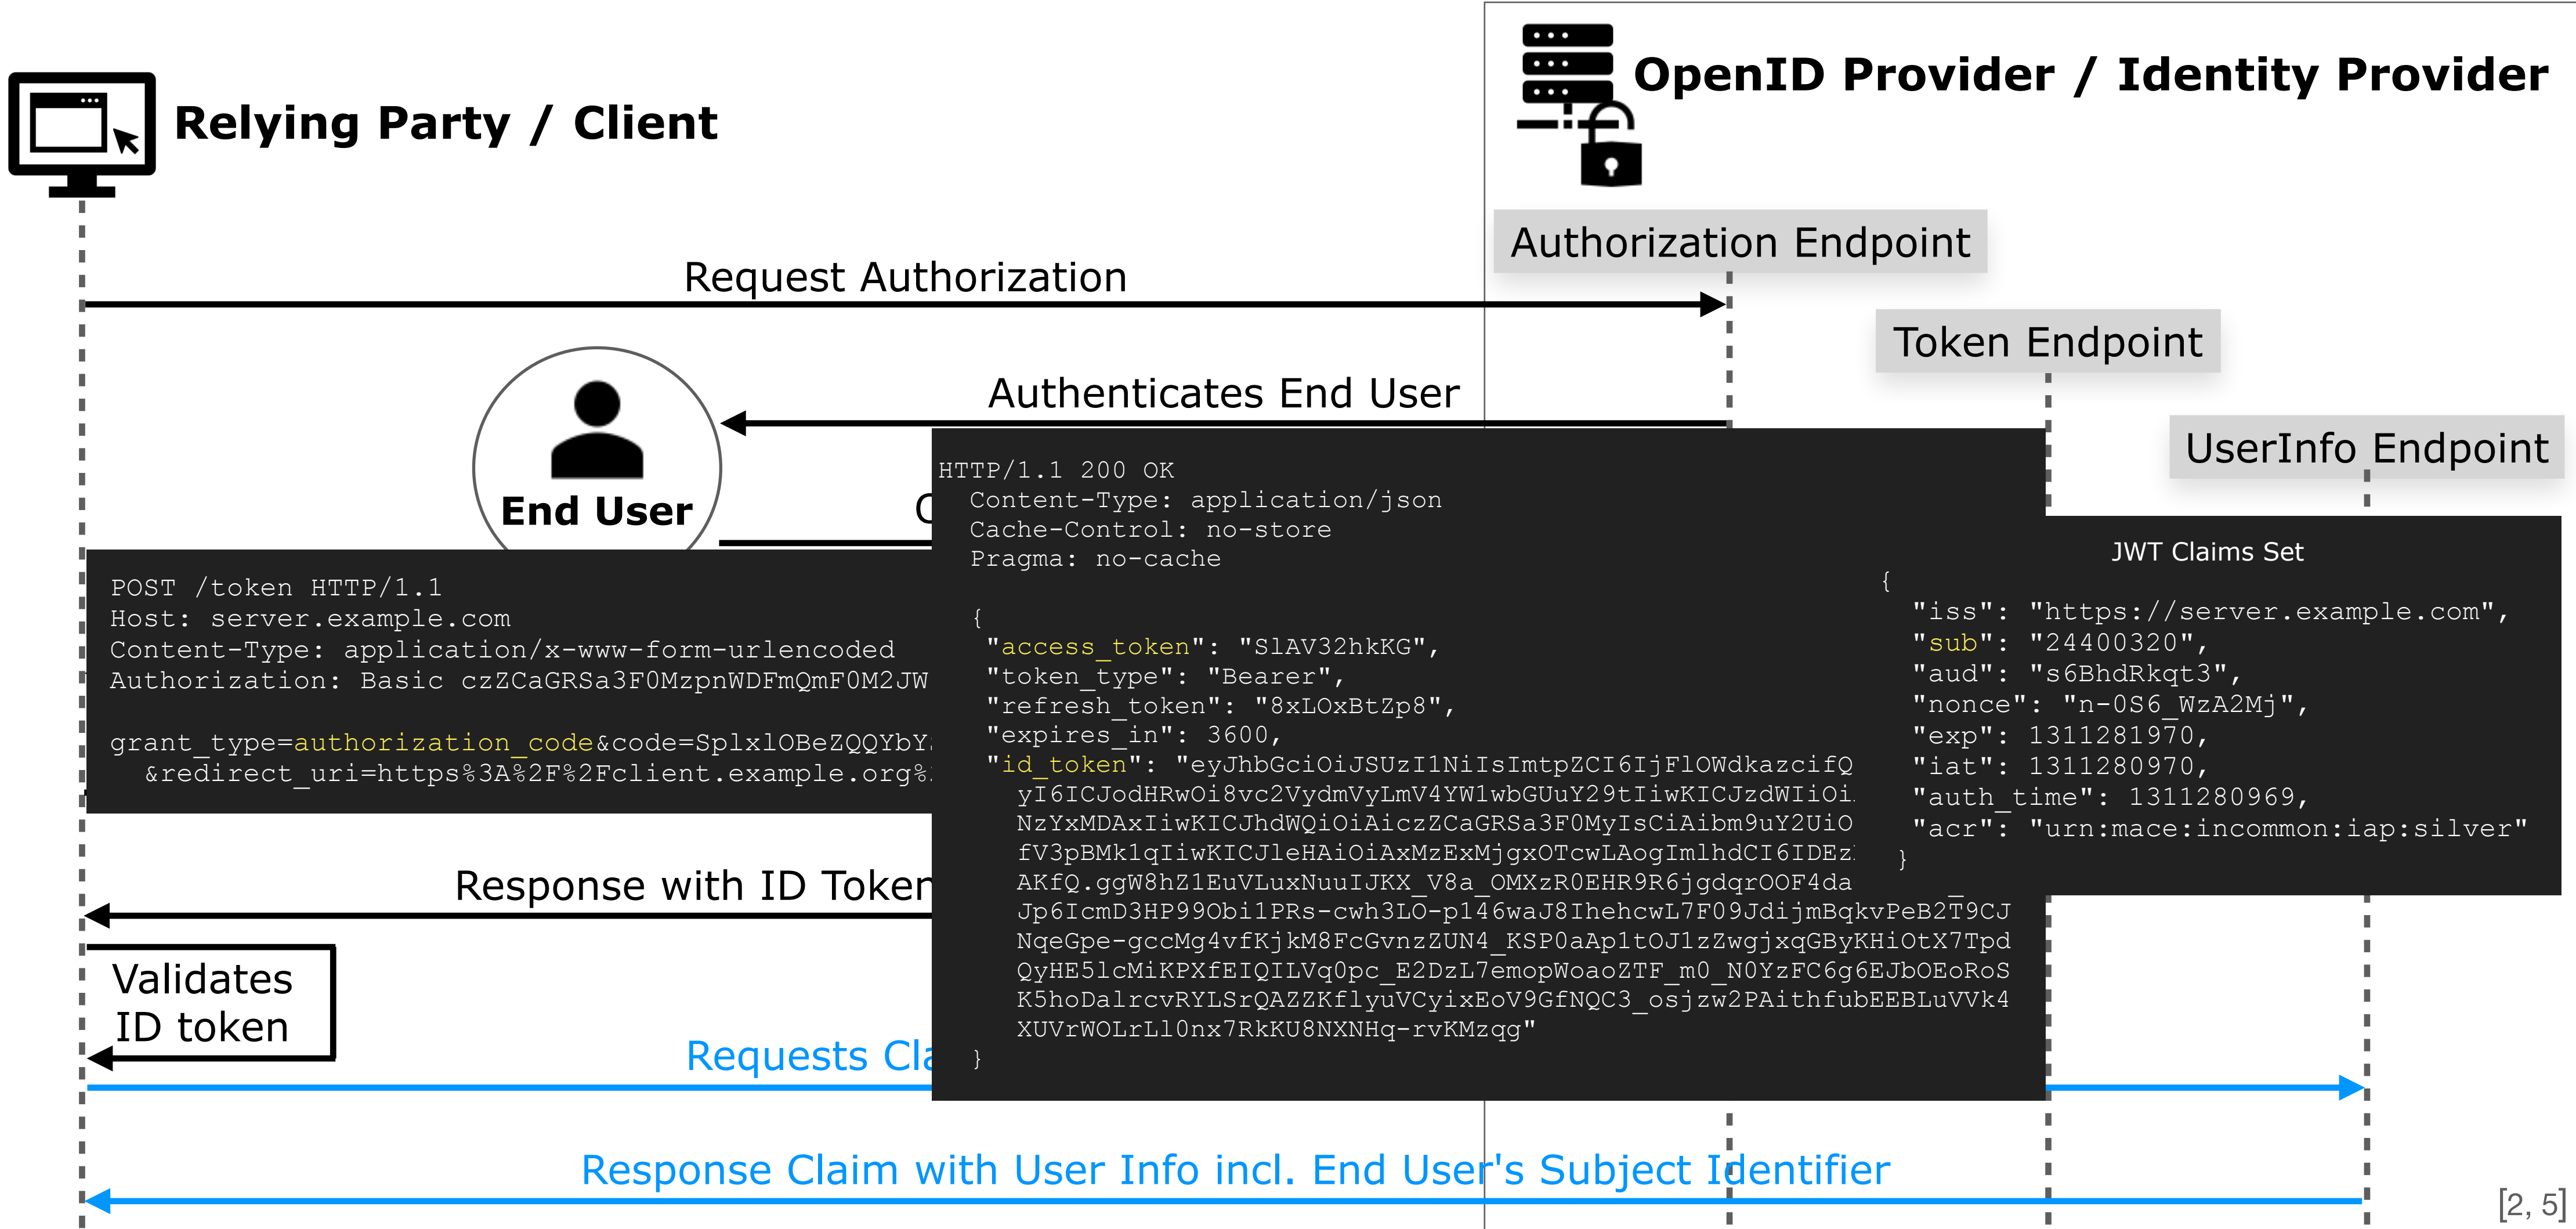 OpenID Provider / Identity Provider
Relying Party / Client
Authorization Endpoint
Request Authorization
Token Endpoint
Authenticates End User
UserInfo Endpoint
End User
HTTP/1.1 200 OK
Content-Type: application/json
Cache-Control: no-store
Pragma: no-cache
{
"access_token": "SlAV32hkKG",
"token_type": "Bearer",
"refresh_token": "8xLOxBtZp8",
"expires_in": 3600,
"id_token": "eyJhbGciOiJSUzI1NiIsImtpZCI6IjFlOWdkazcifQ
yI6ICJodHRwOi8vc2VydmVyLmV4YW1wbGUuY29tIiwKICJzdWIiOi
NzYxMDAxIiwKICJhdWQiOiAiczZCaGRSa3F0MyIsCiAibm9uY2UiO
fV3pBMk1qIiwKICJleHAiOiAxMzExMjgxOTcwLAogImlhdCI6IDEz
AKfQ.ggW8hZ1EuVLuxNuuIJKX_V8a_OMXzR0EHR9R6jgdqrOOF4da
Jp6IcmD3HP99Obi1PRs-cwh3LO-p146waJ8IhehcwL7F09JdijmBqkvPeB2T9CJ
NqeGpe-gccMg4vfKjkM8FcGvnzZUN4_KSP0aAp1tOJ1zZwgjxqGByKHiOtX7Tpd
QyHE5lcMiKPXfEIQILVq0pc_E2DzL7emopWoaoZTF_m0_N0YzFC6g6EJbOEoRoS
K5hoDalrcvRYLSrQAZZKflyuVCyixEoV9GfNQC3_osjzw2PAithfubEEBLuVVk4
XUVrWOLrLl0nx7RkKU8NXNHq-rvKMzqg"
}
JWT Claims Set
{
"iss": "https://server.example.com",
"sub": "24400320",
"aud": "s6BhdRkqt3",
"nonce": "n-0S6_WzA2Mj",
"exp": 1311281970,
"iat": 1311280970,
"auth_time": 1311280969,
"acr": "urn:mace:incommon:iap:silver"
}
POST /token HTTP/1.1
Host: server.example.com
Content-Type: application/x-www-form-urlencoded
Authorization: Basic czZCaGRSa3F0MzpnWDFmQmF0M2JW
grant_type=authorization_code&code=SplxlOBeZQQYbY
&redirect_uri=https%3A%2F%2Fclient.example.org%
Response with ID Token
Validates
ID token
Requests Cla
Response Claim with User Info incl. End User's Subject Identifier
[2, 5]